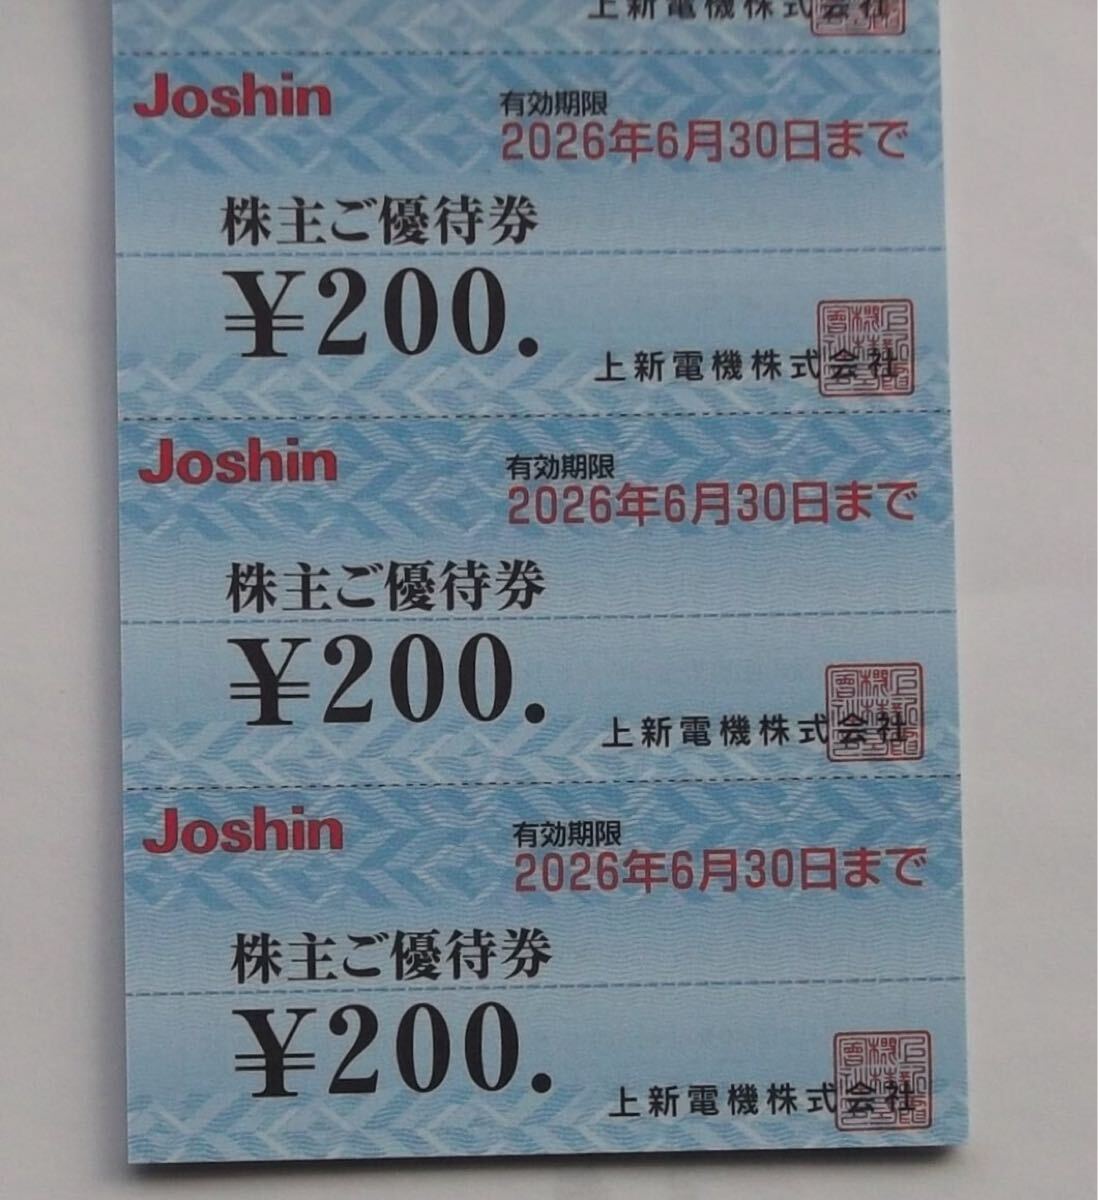 上新電機株式会社
Joshin
有効期限
2026年6月30日まで
株主ご優待券
¥200.
上新電機株式会社
Joshin
有効期限
2026年6月30日まで
株主ご優待券
¥200.
上新電機株式会社
Joshin
有効期限
2026年6月30日まで
株主ご優待券
¥200.
上新電機株式会社